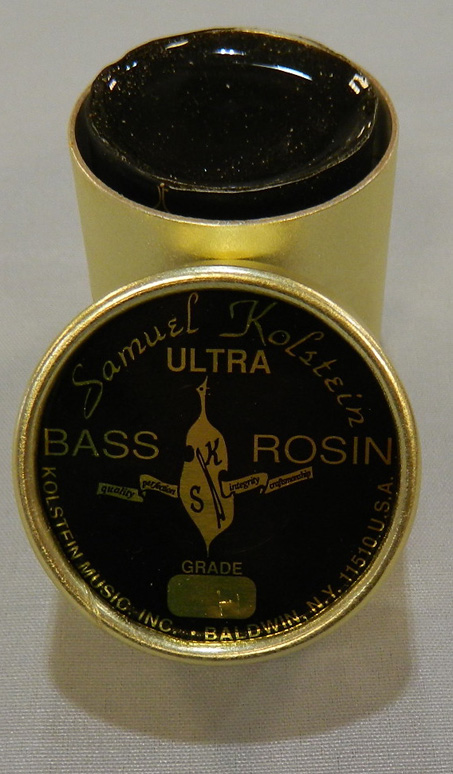 Samuel Kolstein
ULTRA
BASS ROSIN
K
S
quality perfection integrity craftsmanship
GRADE
KOLSTEIN MUSIC, INC. • BALDWIN, N.Y. 11510 U.S.A.